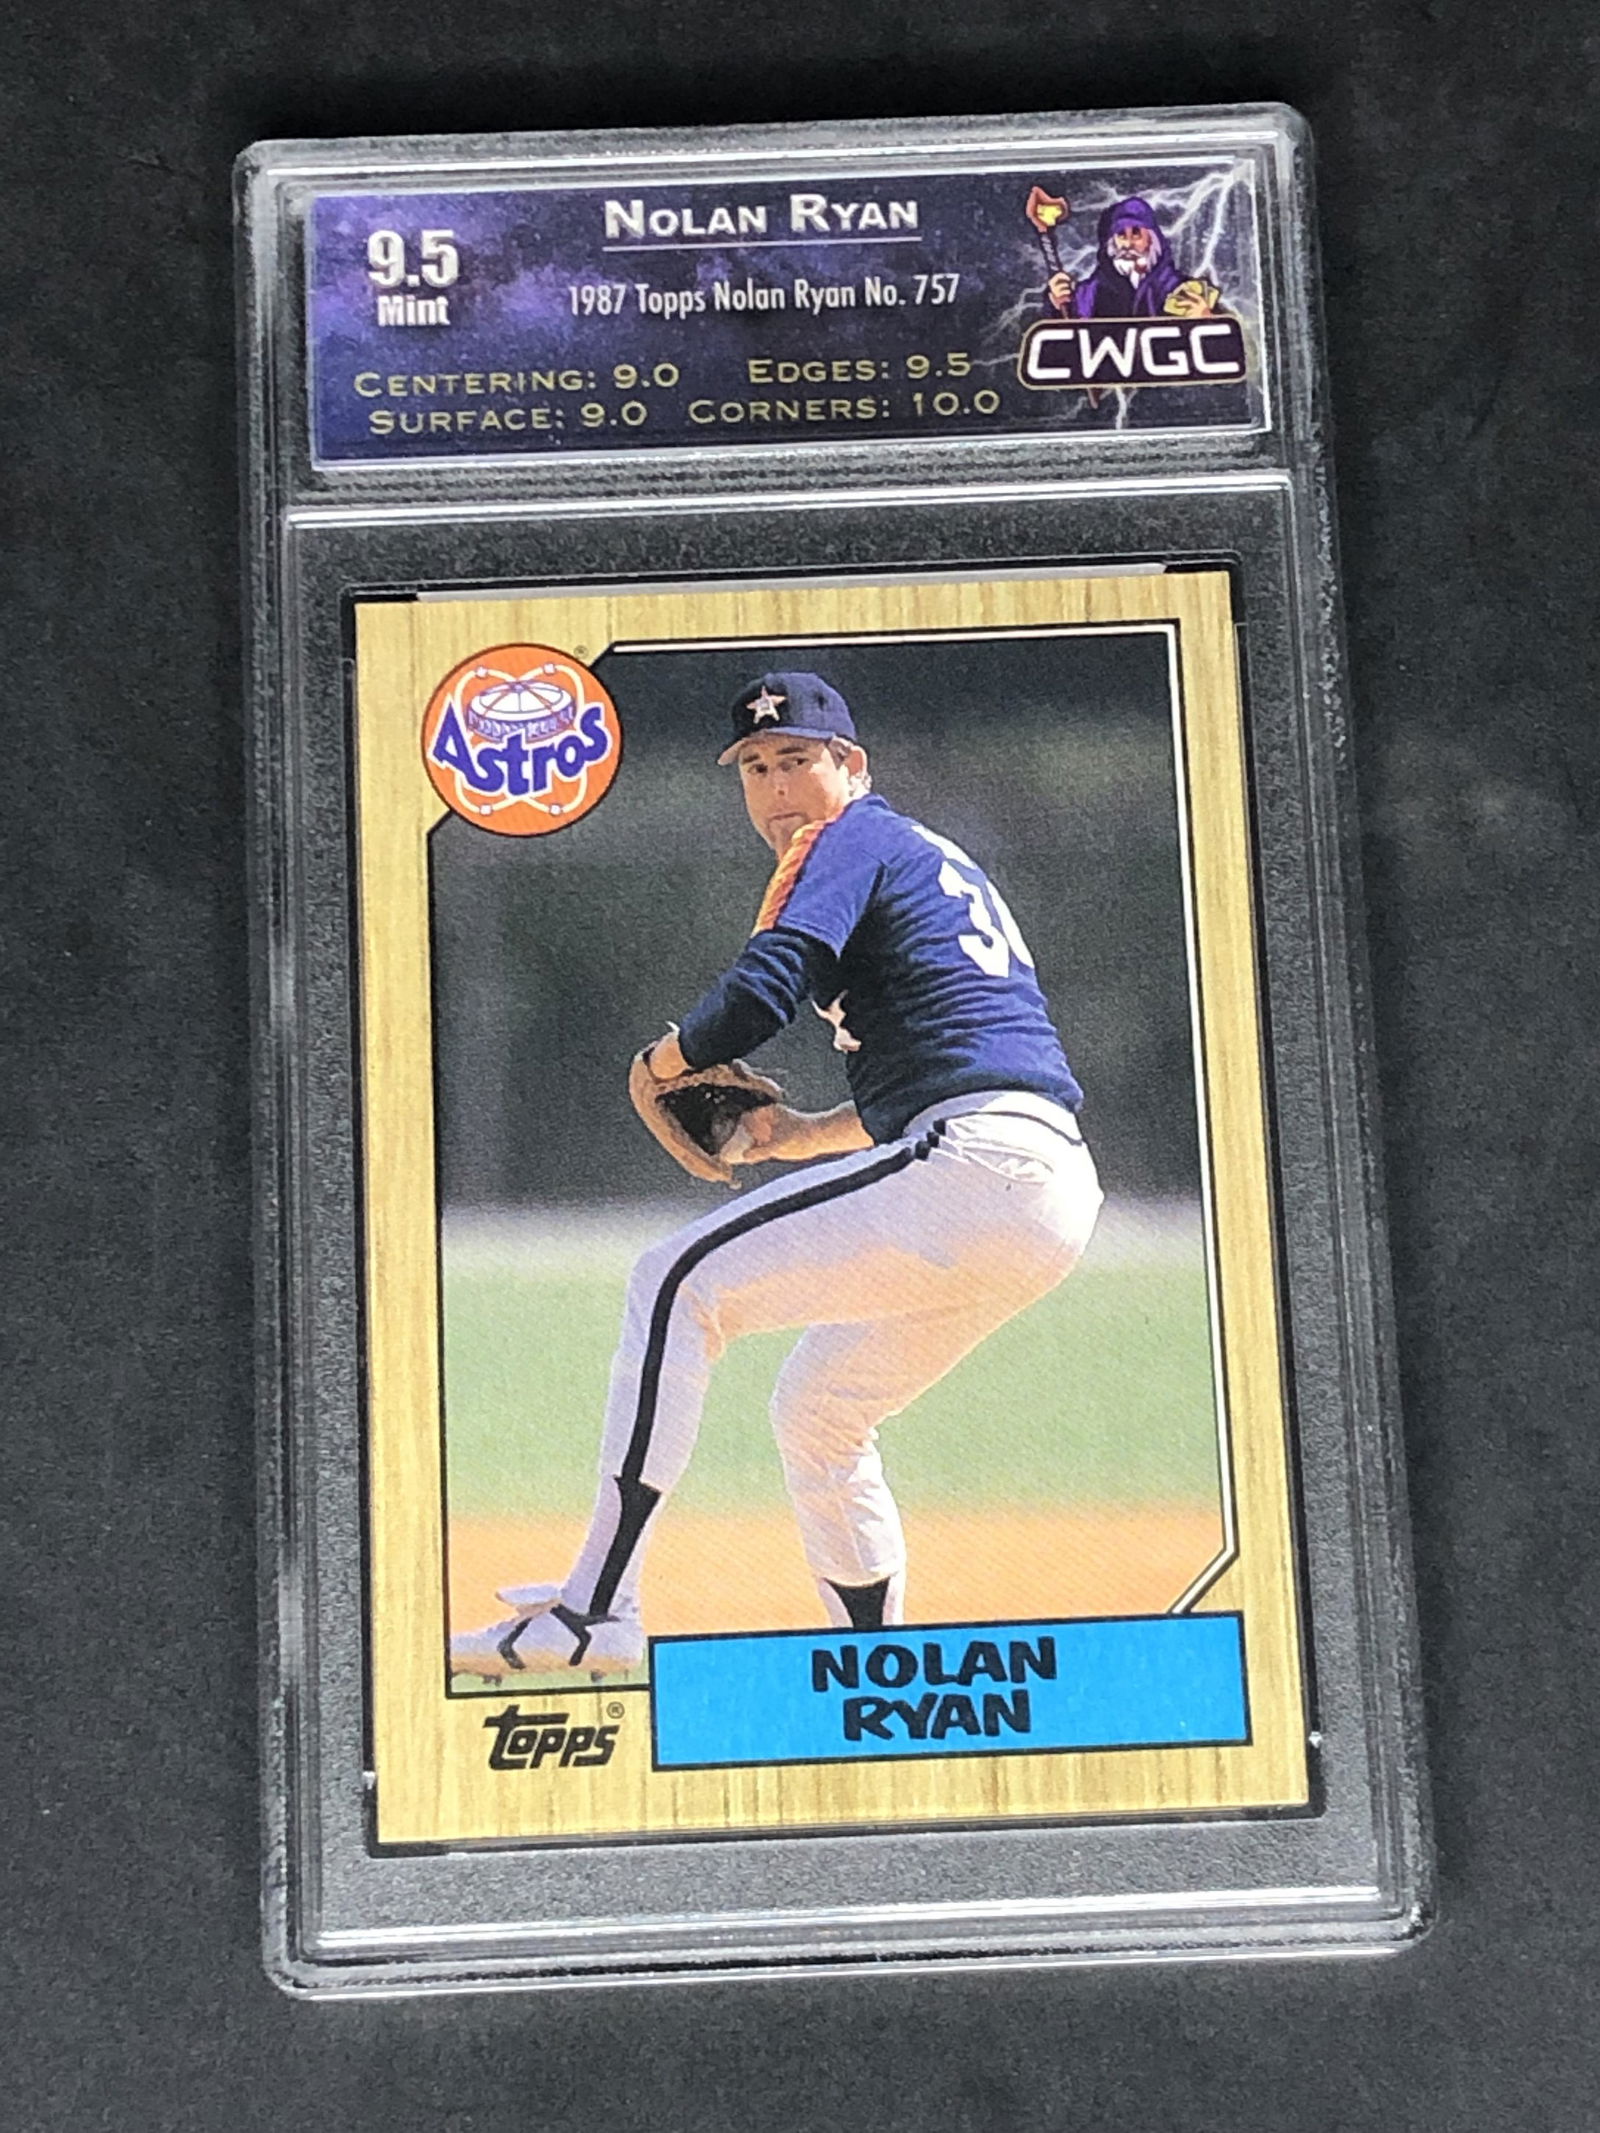 NOLAN RYAN
9.5
Mint
1987 Topps Nolan Ryan No. 757
CENTERING: 9.0 EDGES: 9.5
SURFACE: 9.0 CORNERS: 10.0
CWGC
Astros
®
topps®
NOLAN
RYAN